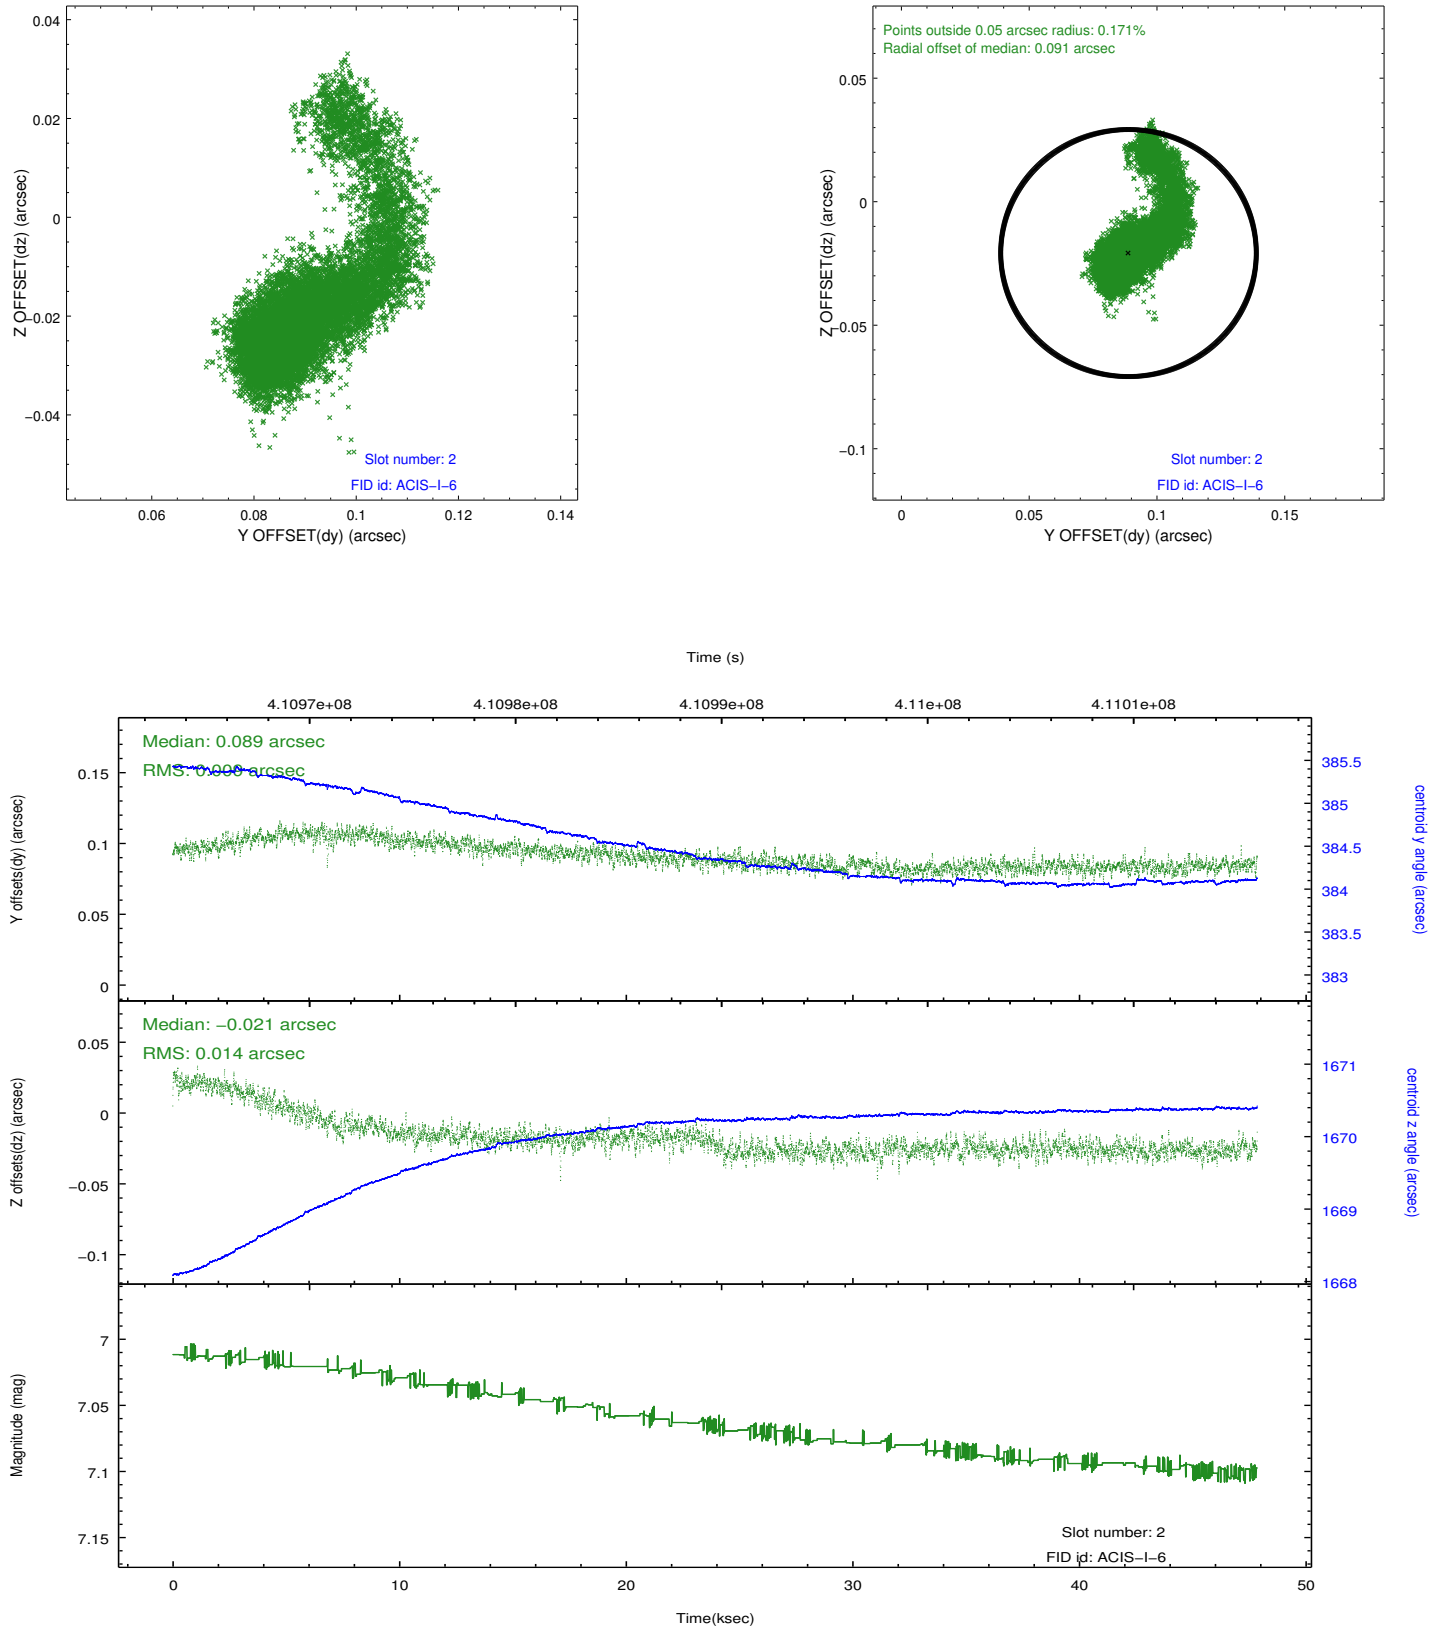 0.04
0.02
0
−0.02
−0.04
Z OFFSET(dz) (arcsec)
Slot number: 2
FID id: ACIS−I−6
0.06
0.08
0.1
0.12
0.14
Y OFFSET(dy) (arcsec)
Points outside 0.05 arcsec radius: 0.171%
Radial offset of median: 0.091 arcsec
0.05
0
−0.05
−0.1
Z OFFSET(dz) (arcsec)
Slot number: 2
FID id: ACIS−I−6
0
0.05
0.1
0.15
Y OFFSET(dy) (arcsec)
Time (s)
4.1097e+08
4.1098e+08
4.1099e+08
4.11e+08
4.1101e+08
Median: 0.089 arcsec
RMS: arcsec
0.15
0.1
0.05
0
Y offsets(dy) (arcsec)
385.5
385
384.5
384
383.5
383
centroid y angle (arcsec)
Median: −0.021 arcsec
RMS: 0.014 arcsec
0.05
0
−0.05
−0.1
Z offsets(dz) (arcsec)
1671
1670
1669
1668
centroid z angle (arcsec)
7
7.05
7.1
7.15
Magnitude (mag)
Slot number: 2
FID id: ACIS−I−6
0
10
20
30
40
50
Time(ksec)